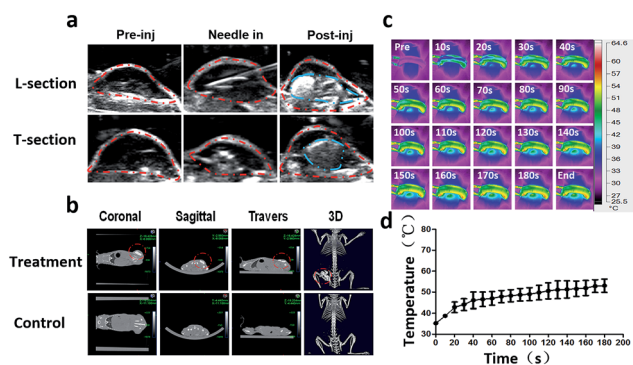 a
Pre-inj Needle in Post-inj
L-section
T-section
b
Coronal Sagittal Travers 3D
Treatment
Control
c
Pre 10s 20s 30s 40s
50s 60s 70s 80s 90s
100s 110s 120s 130s 140s
150s 160s 170s 180s End
64.6
60
57
54
51
48
45
42
39
36
33
30
27
25.5
°C
d
Temperature（℃）
80
70
60
50
40
30
0 20 40 60 80 100 120 140 160 180 200
Time（s）